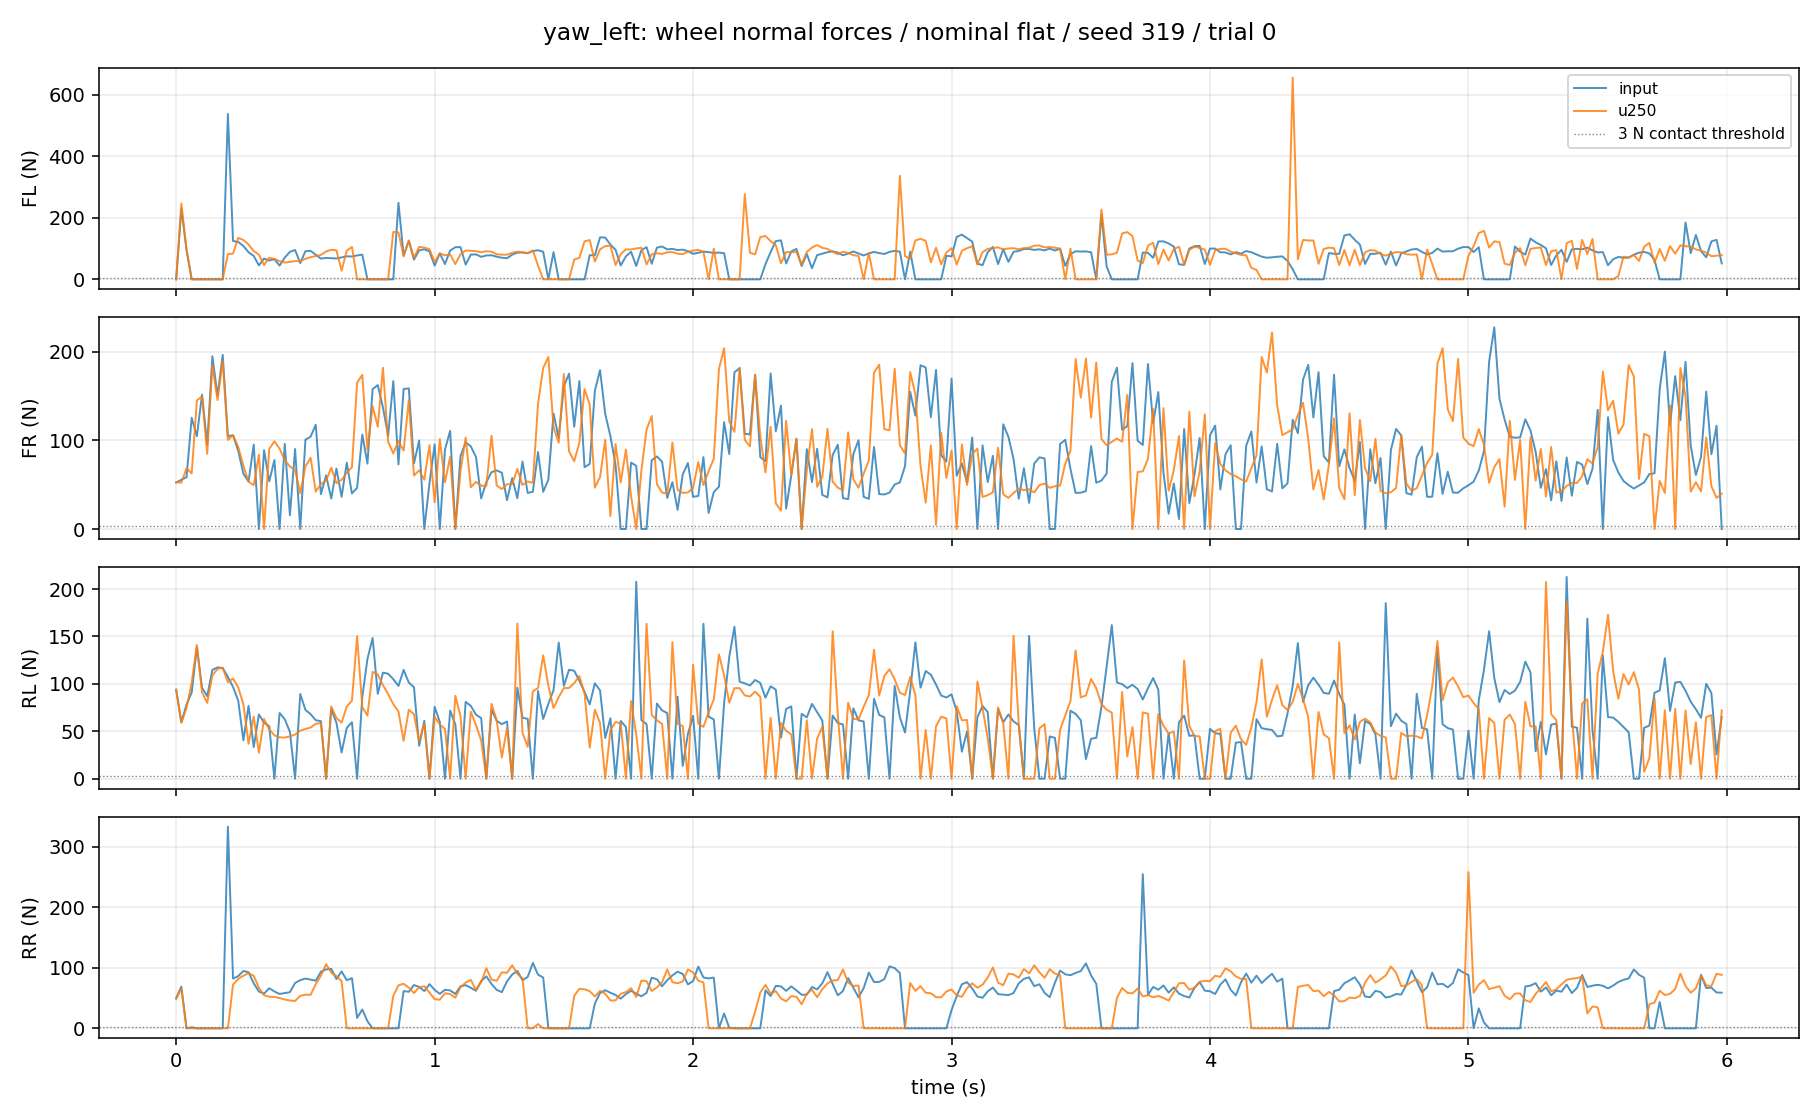 yaw_left: wheel normal forces / nominal flat / seed 319 / trial 0
600
400
200
0
FL (N)
input
u250
3 N contact threshold
200
100
0
FR (N)
200
150
100
50
0
RL (N)
300
200
100
0
RR (N)
0 1 2 3 4 5 6
time (s)